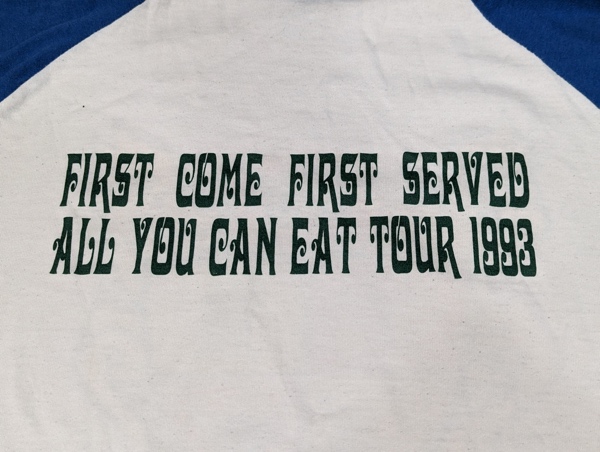 FIRST COME FIRST SERVED
ALL YOU CAN EAT TOUR 1993